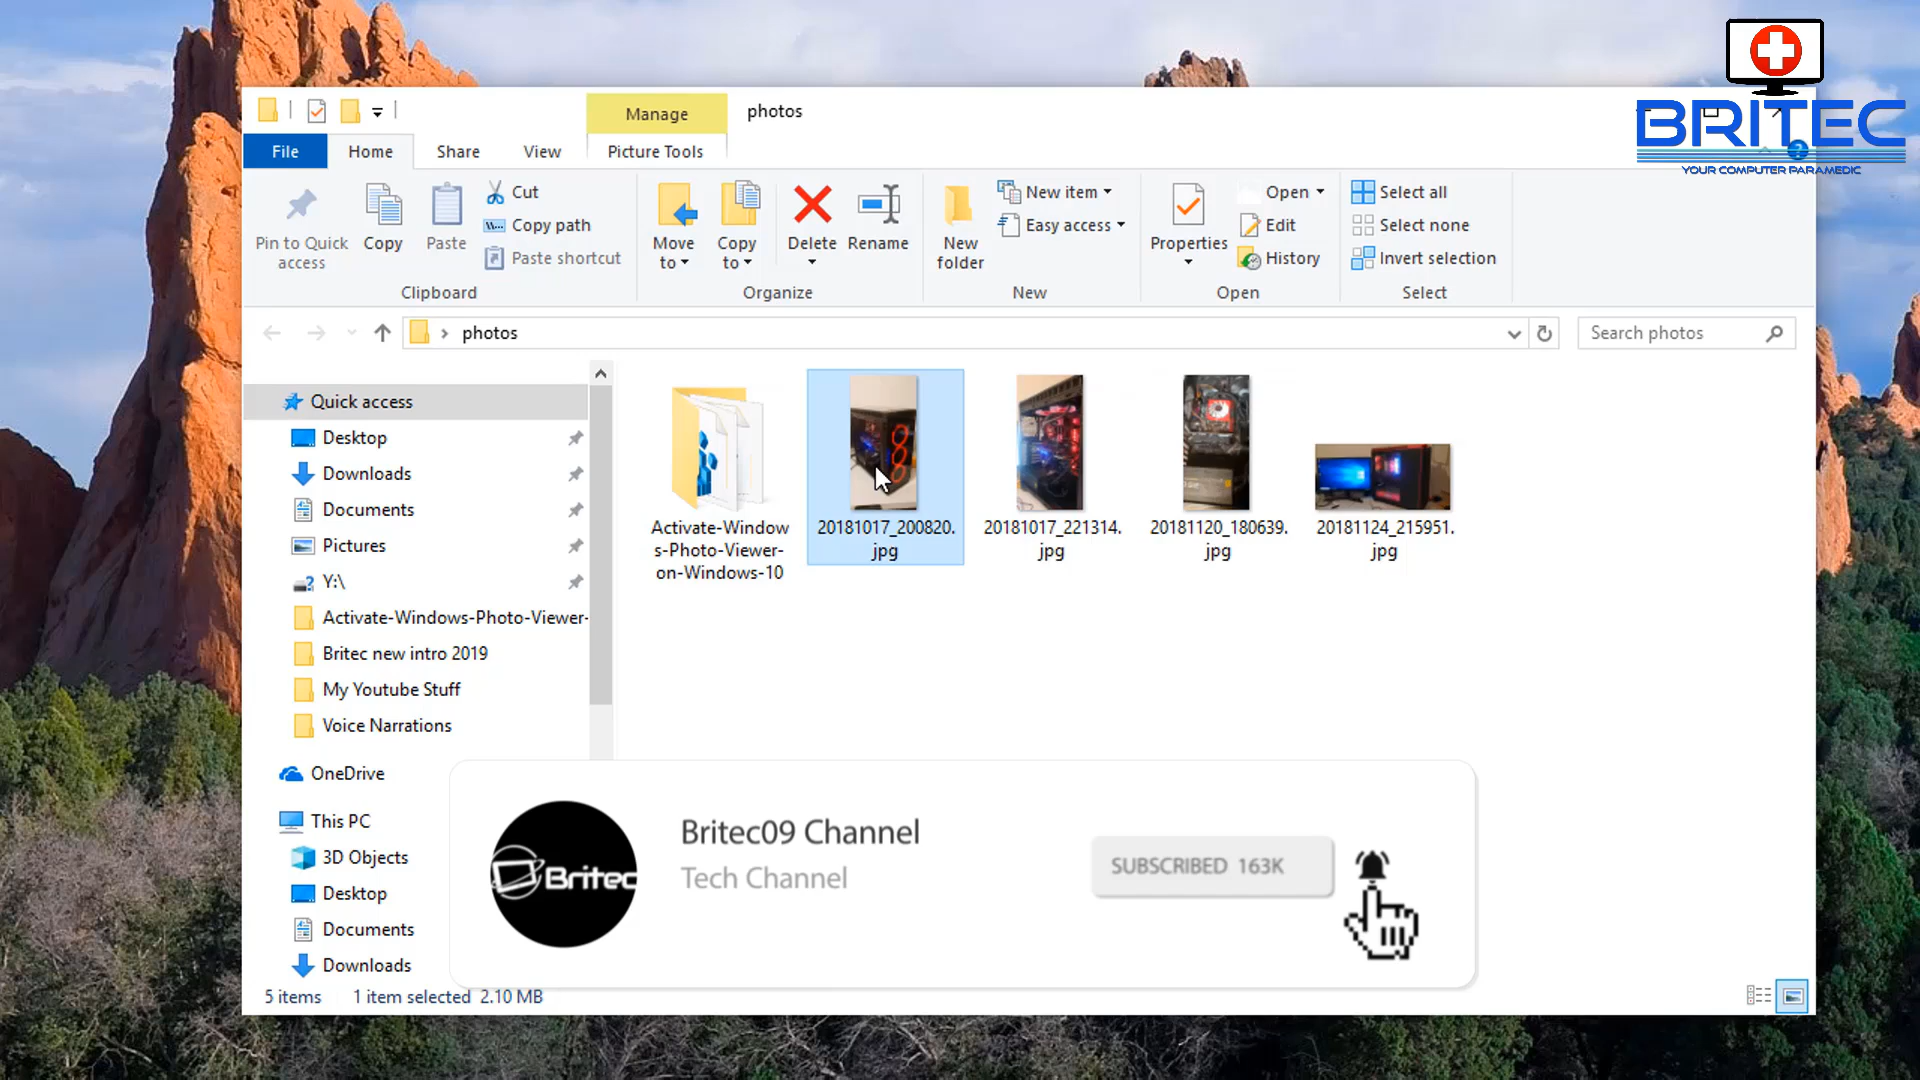 BRITEC
YOUR COMPUTER PARAMEDIC
Manage
photos
File
Home
Share
View
Picture Tools
Pin to Quick access
Copy
Paste
Cut
Copy path
Paste shortcut
Clipboard
Move to
Copy to
Delete
Rename
Organize
New folder
New item
Easy access
New
Properties
Open
Edit
History
Open
Select all
Select none
Invert selection
Select
photos
Search photos
Quick access
Desktop
Downloads
Documents
Pictures
Y:\
Activate-Windows-Photo-Viewer-
Britec new intro 2019
My Youtube Stuff
Voice Narrations
OneDrive
This PC
3D Objects
Desktop
Documents
Downloads
Activate-Window
s-Photo-Viewer-
on-Windows-10
20181017_200820.
jpg
20181017_221314.
jpg
20181120_180639.
jpg
20181124_215951.
jpg
Britec
Britec09 Channel
Tech Channel
SUBSCRIBED 163K
5 items
1 item selected 2.10 MB